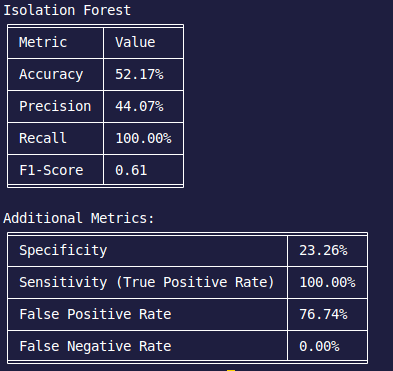 Isolation Forest
Metric Value
Accuracy 52.17%
Precision 44.07%
Recall 100.00%
F1-Score 0.61
Additional Metrics:
Specificity 23.26%
Sensitivity (True Positive Rate) 100.00%
False Positive Rate 76.74%
False Negative Rate 0.00%